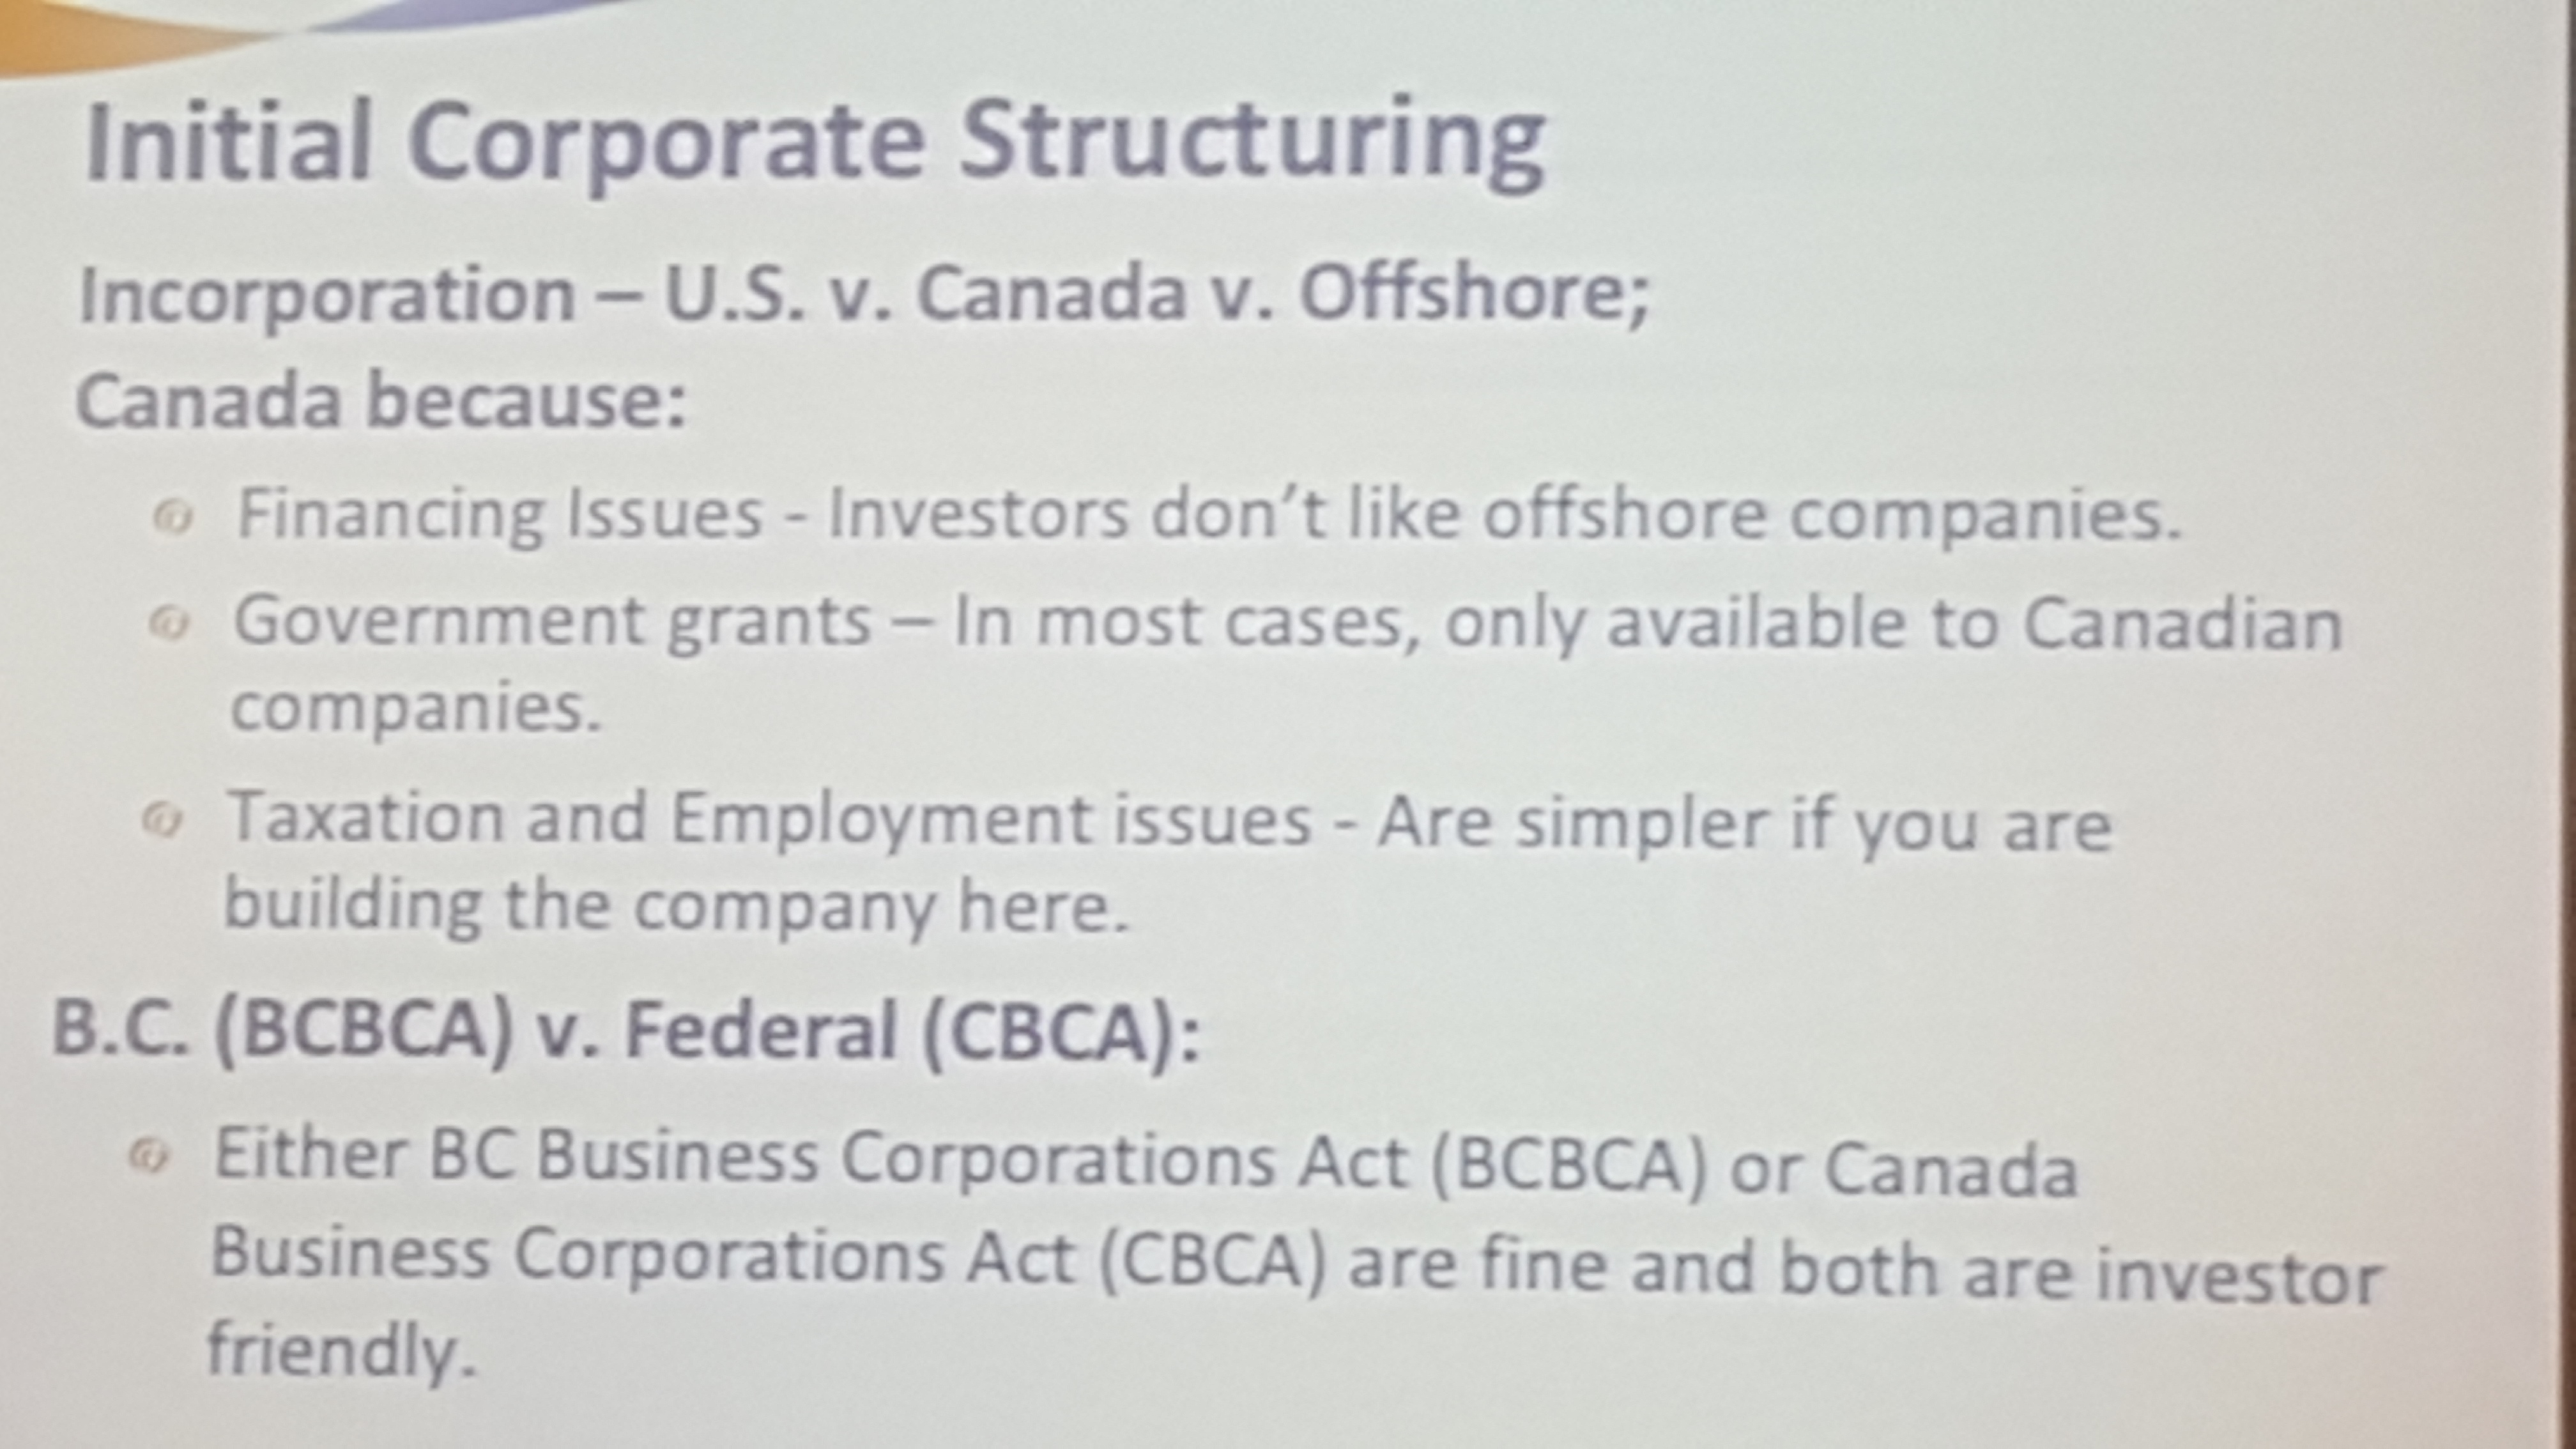 Initial Corporate Structuring
Incorporation – U.S. v. Canada v. Offshore;
Canada because:
Financing Issues - Investors don't like offshore companies.
Government grants – In most cases, only available to Canadian
companies.
Taxation and Employment issues - Are simpler if you are
building the company here.
B.C. (BCBCA) v. Federal (CBCA):
Either BC Business Corporations Act (BCBCA) or Canada
Business Corporations Act (CBCA) are fine and both are investor
friendly.